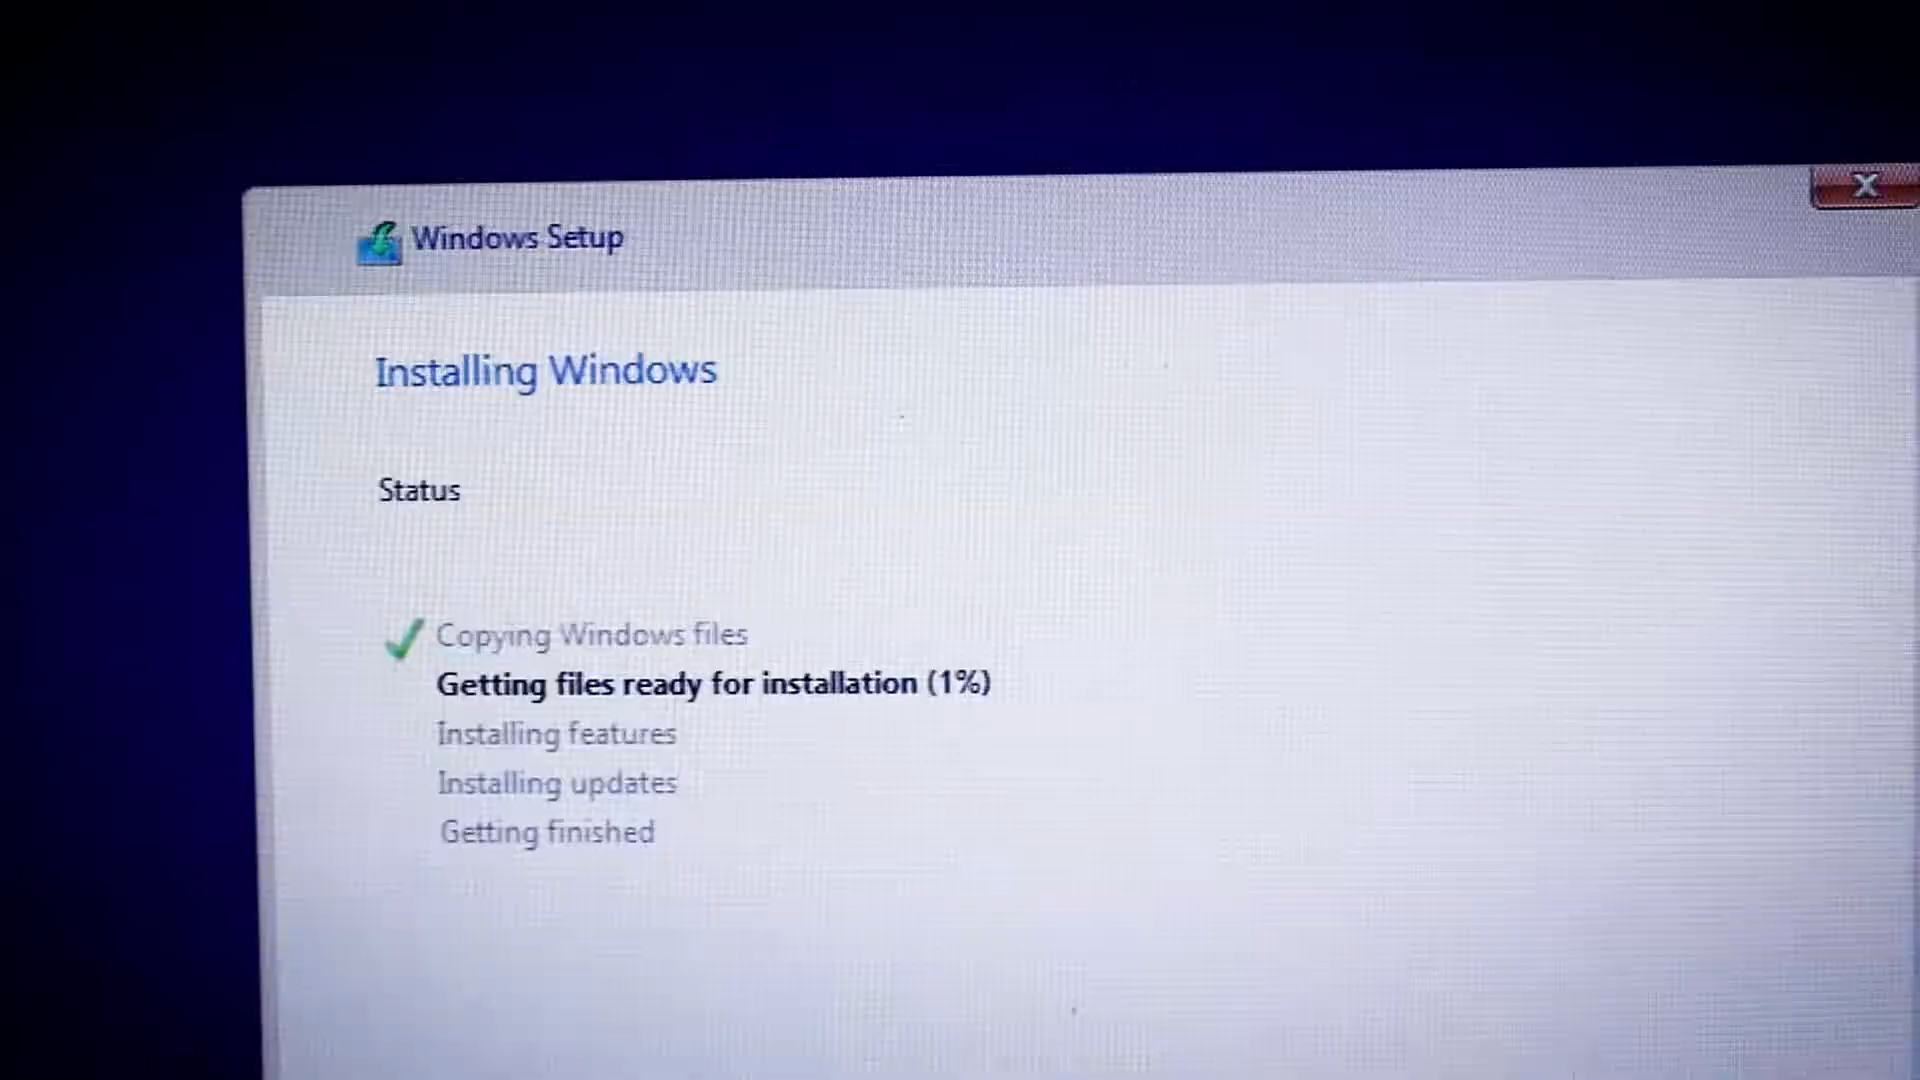 Windows Setup
Installing Windows
Status
Copying Windows files
Getting files ready for installation (1%)
Installing features
Installing updates
Getting finished